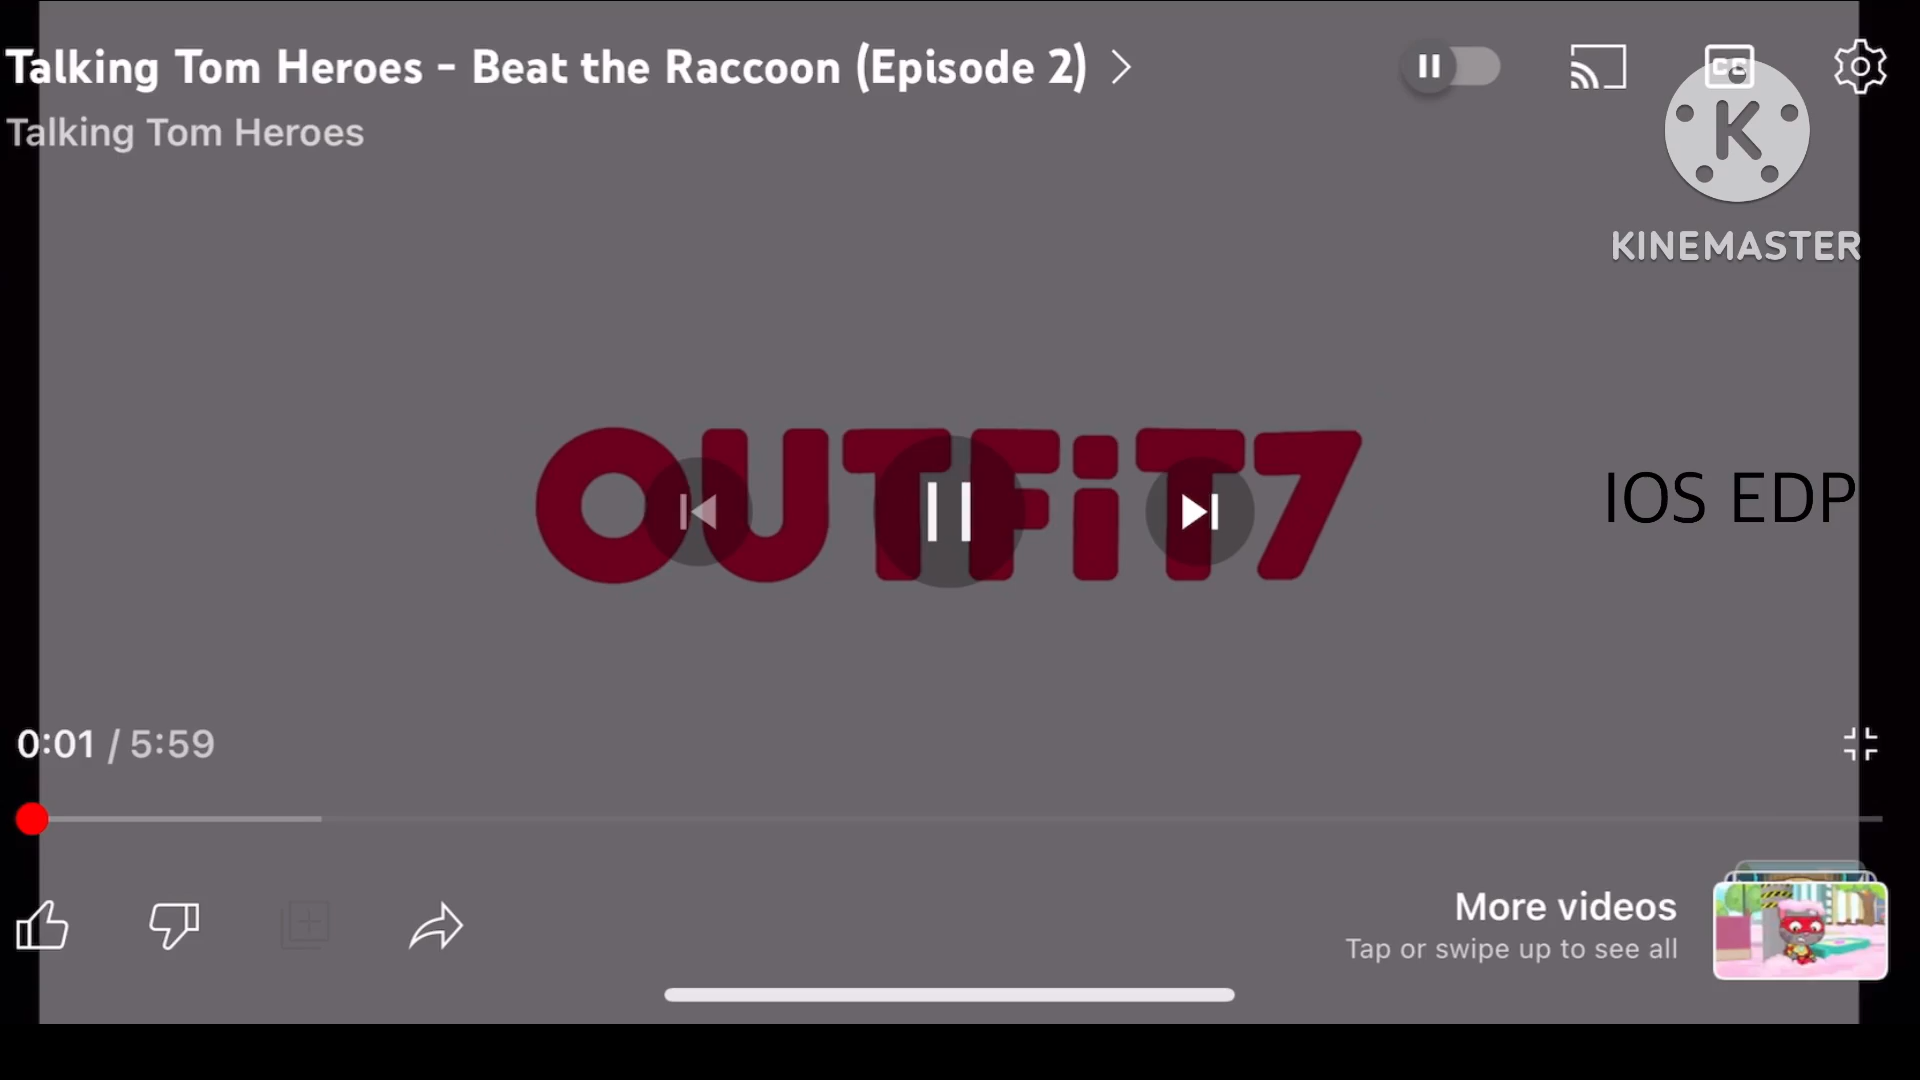 Talking Tom Heroes - Beat the Raccoon (Episode 2)
Talking Tom Heroes
CC
K
KINEMASTER
OUTFiT7
IOS EDP
0:01 / 5:59
More videos
Tap or swipe up to see all